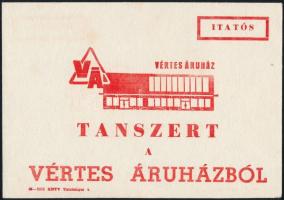 ITATÓS
VÁ
VÉRTES ÁRUHÁZ
TANSZERT
A
VÉRTES ÁRUHÁZBÓL